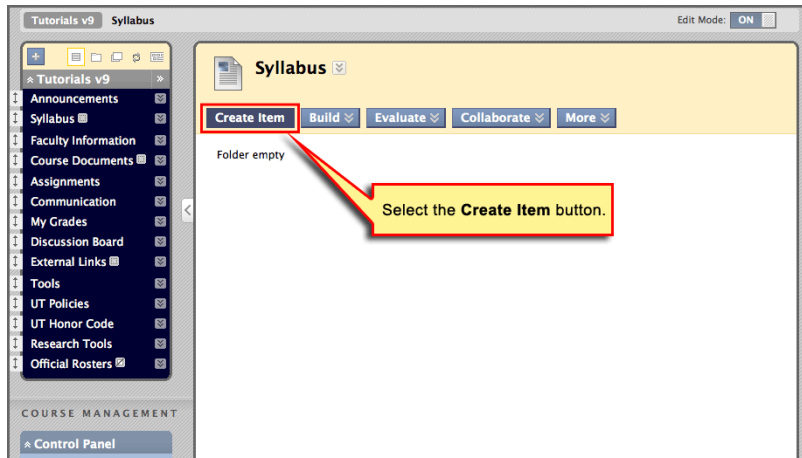 Tutorials v9 Syllabus
Edit Mode: ON
Tutorials v9
Announcements
Syllabus
Faculty Information
Course Documents
Assignments
Communication
My Grades
Discussion Board
External Links
Tools
UT Policies
UT Honor Code
Research Tools
Official Rosters
COURSE MANAGEMENT
Control Panel
Syllabus
Create Item Build Evaluate Collaborate More
Folder empty
Select the Create Item button.